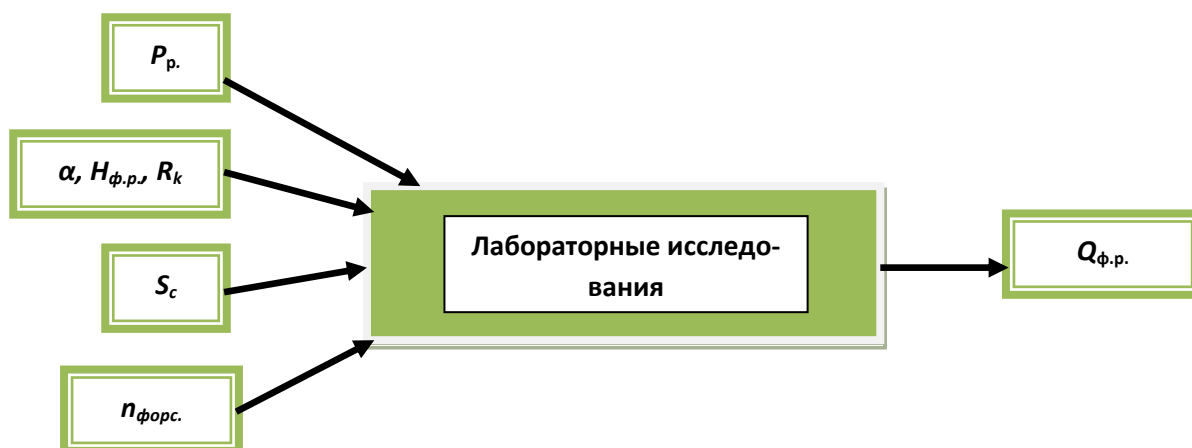 Pр.
α, Hф.р., Rk
Sc
nфорс.
Лабораторные исследо-
вания
Qф.р.